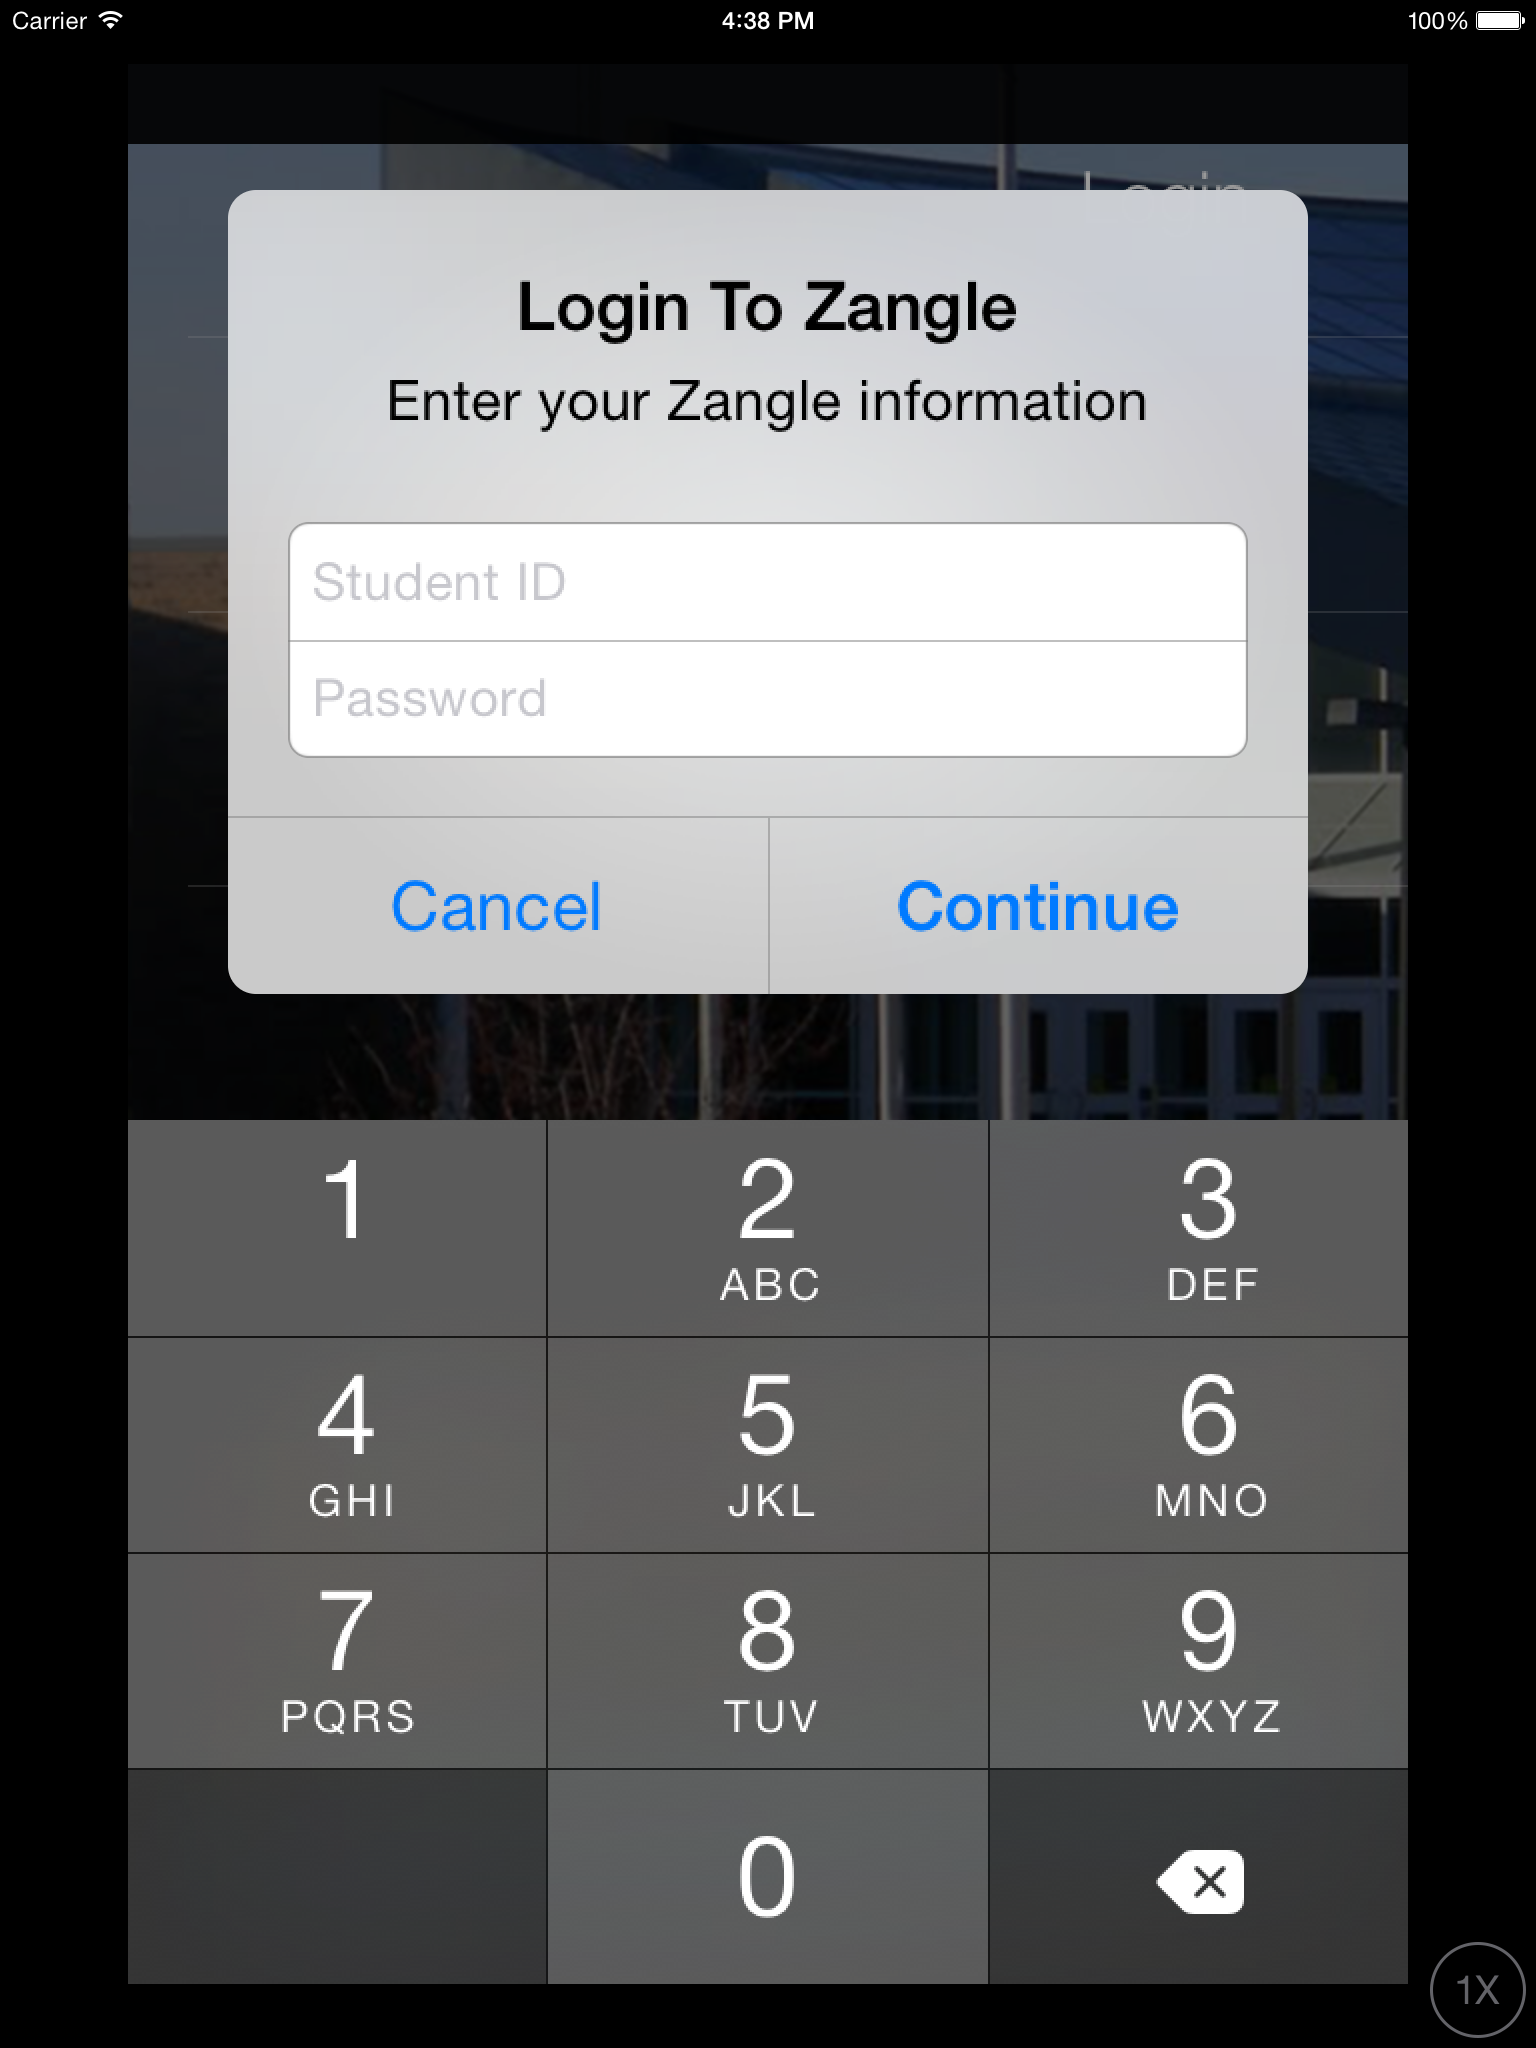 Carrier 4:38 PM 100%
Login
Login To Zangle
Enter your Zangle information
Student ID
Password
Cancel Continue
1 2 3
ABC DEF
4 5 6
GHI JKL MNO
7 8 9
PQRS TUV WXYZ
0
1X